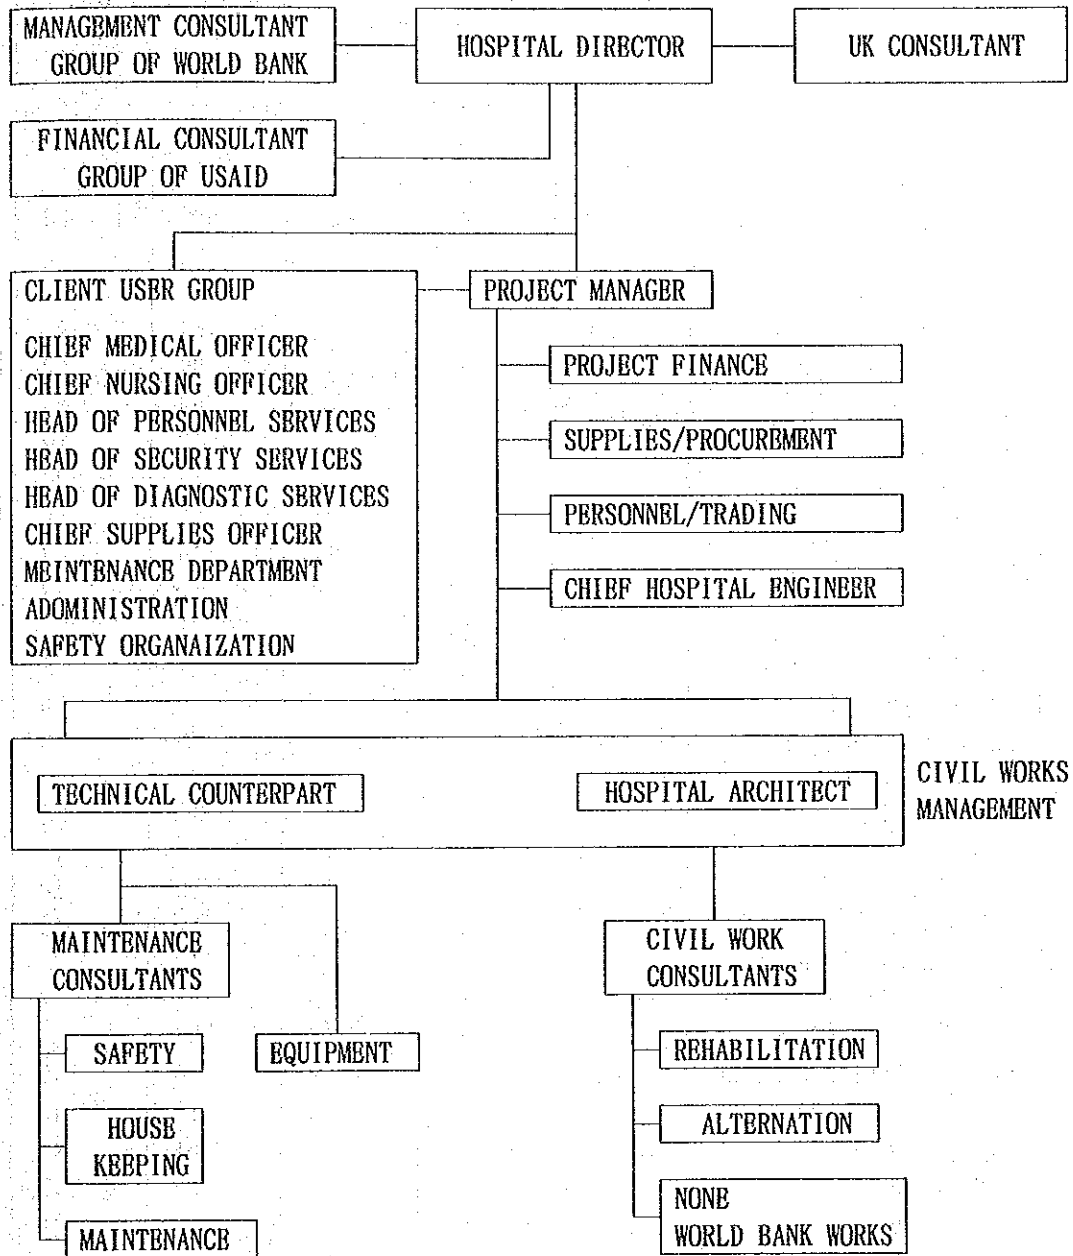 MANAGEMENT CONSULTANT
GROUP OF WORLD BANK
HOSPITAL DIRECTOR
UK CONSULTANT
FINANCIAL CONSULTANT
GROUP OF USAID
CLIENT USER GROUP
CHIEF MEDICAL OFFICER
CHIEF NURSING OFFICER
HEAD OF PERSONNEL SERVICES
HEAD OF SECURITY SERVICES
HEAD OF DIAGNOSTIC SERVICES
CHIEF SUPPLIES OFFICER
MEINTENANCE DEPARTMENT
ADOMINISTRATION
SAFETY ORGANAIZATION
PROJECT MANAGER
PROJECT FINANCE
SUPPLIES/PROCUREMENT
PERSONNEL/TRADING
CHIEF HOSPITAL ENGINEER
TECHNICAL COUNTERPART
HOSPITAL ARCHITECT
CIVIL WORKS
MANAGEMENT
MAINTENANCE
CONSULTANTS
SAFETY
HOUSE
KEEPING
MAINTENANCE
EQUIPMENT
CIVIL WORK
CONSULTANTS
REHABILITATION
ALTERNATION
NONE
WORLD BANK WORKS